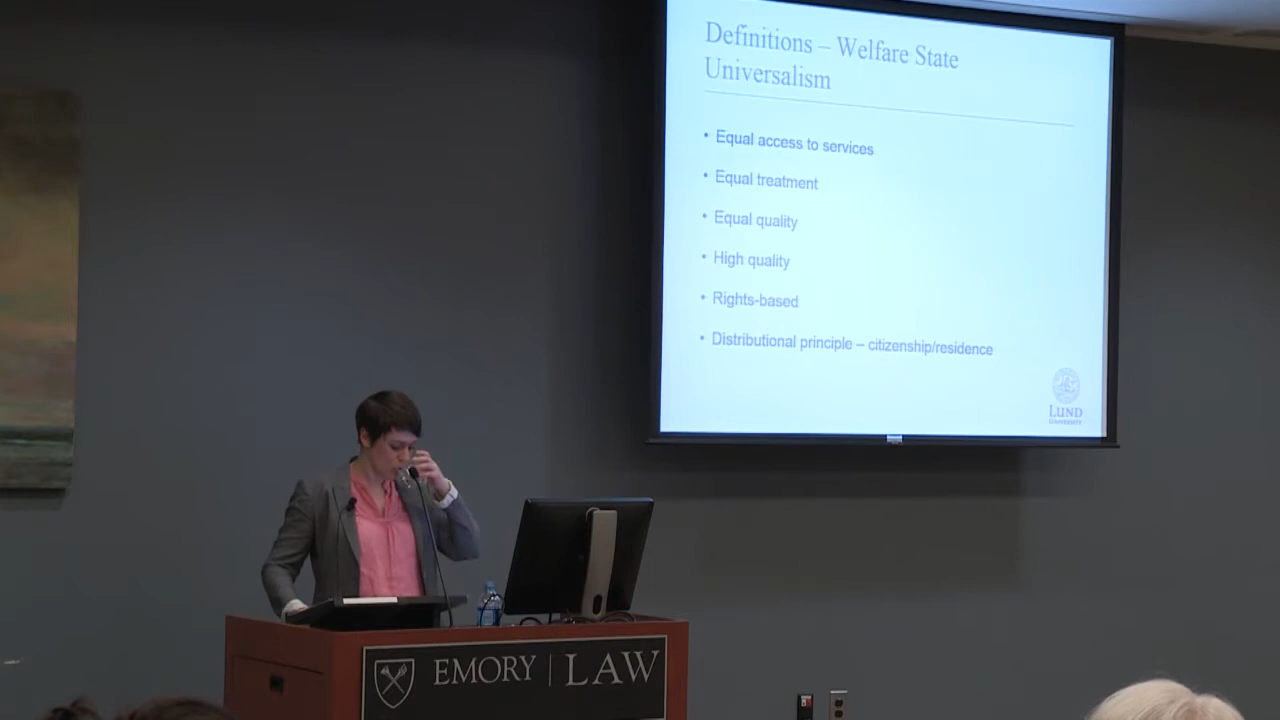 Definitions – Welfare State
Universalism
• Equal access to services
• Equal treatment
• Equal quality
• High quality
• Rights-based
• Distributional principle – citizenship/residence
LUND
UNIVERSITY
EMORY | LAW